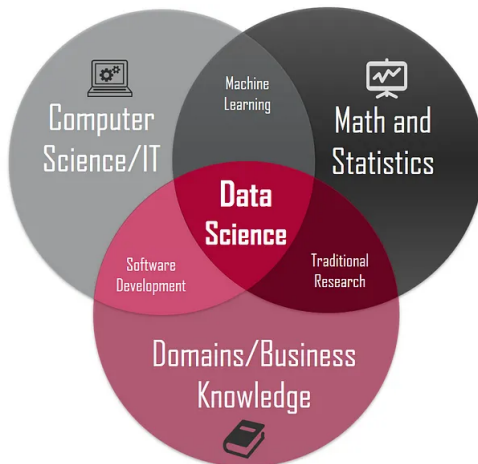 Machine
Learning
Computer
Science/IT
Math and
Statistics
Data
Science
Software
Development
Traditional
Research
Domains/Business
Knowledge